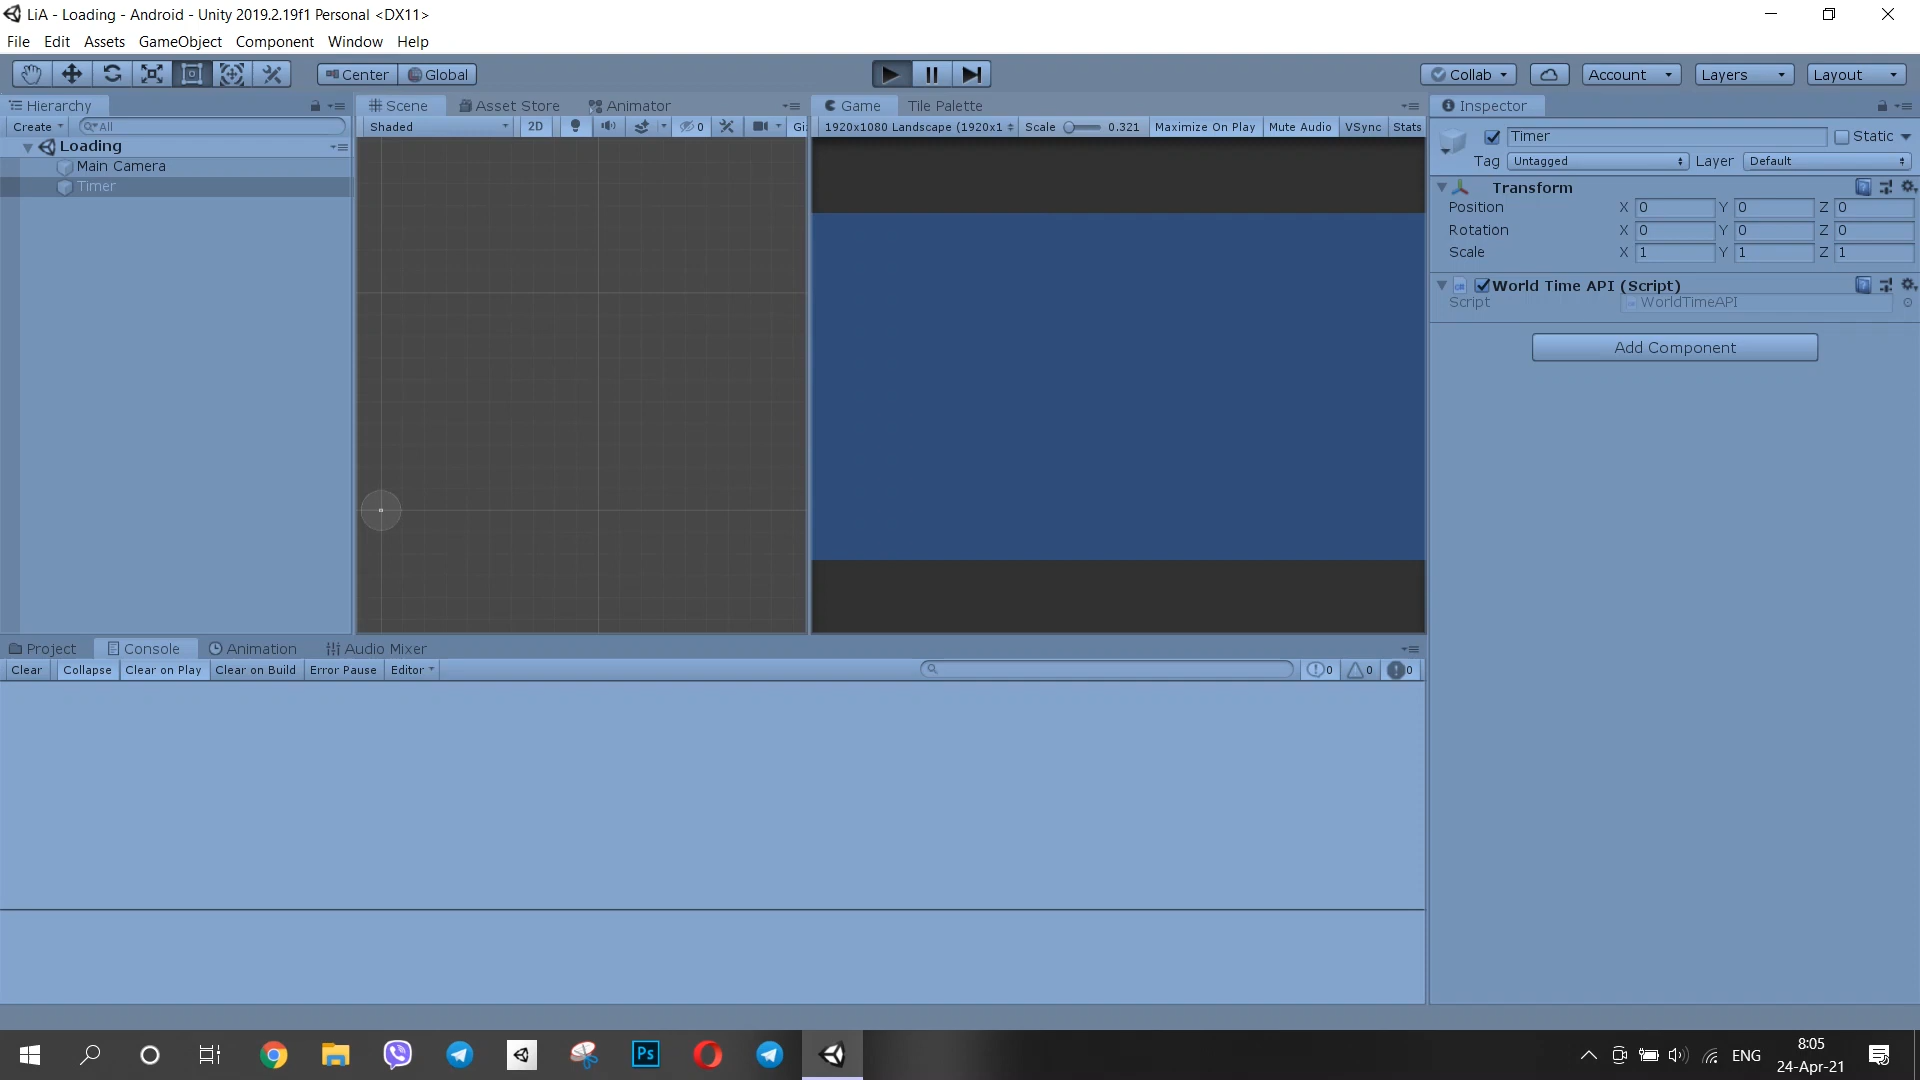 LiA - Loading - Android - Unity 2019.2.19f1 Personal <DX11>
File Edit Assets GameObject Component Window Help
Center Global Collab Account Layers Layout
Hierarchy
Create All
Loading
Main Camera
Timer
Scene Asset Store Animator
Shaded 2D 0 Gi
Game Tile Palette
1920x1080 Landscape (1920x1 Scale 0.321 Maximize On Play Mute Audio VSync Stats
Inspector
Timer Static
Tag Untagged Layer Default
Transform
Position X 0 Y 0 Z 0
Rotation X 0 Y 0 Z 0
Scale X 1 Y 1 Z 1
World Time API (Script)
Script WorldTimeAPI
Add Component
Project Console Animation Audio Mixer
Clear Collapse Clear on Play Clear on Build Error Pause Editor 0 0 0
Ps
ENG
8:05
24-Apr-21